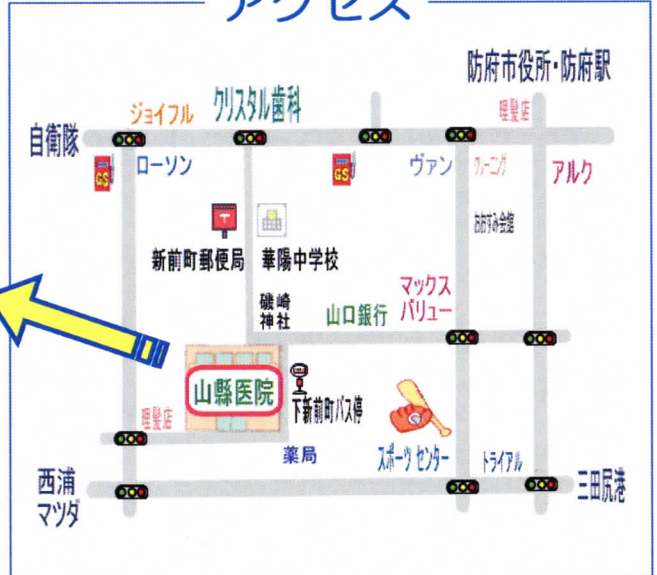 アクセス
防府市役所・防府駅
ジョイフル
クリスタル歯科
理髪店
自衛隊
GS
ローソン
GS
ヴァン
クリーニング
アルク
おおすみ会館
新前町郵便局
華陽中学校
マックス
バリュー
磯崎
神社
山口銀行
山縣医院
下新前町バス停
理髪店
薬局
スポーツセンター
トライアル
西浦
マツダ
三田尻港